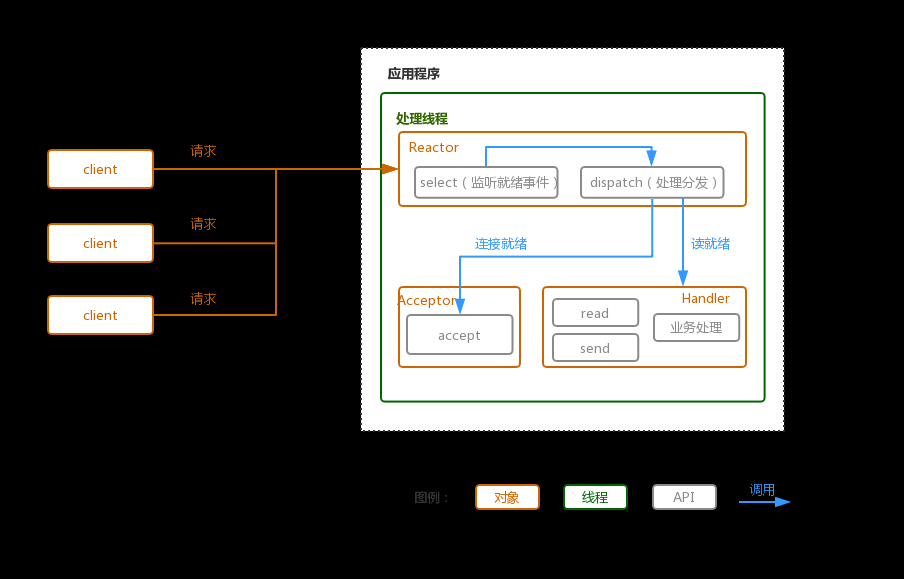 应用程序
处理线程
Reactor
select（监听就绪事件）
dispatch（处理分发）
client
请求
client
请求
client
请求
连接就绪
读就绪
Acceptor
accept
Handler
read
send
业务处理
图例：
对象
线程
API
调用